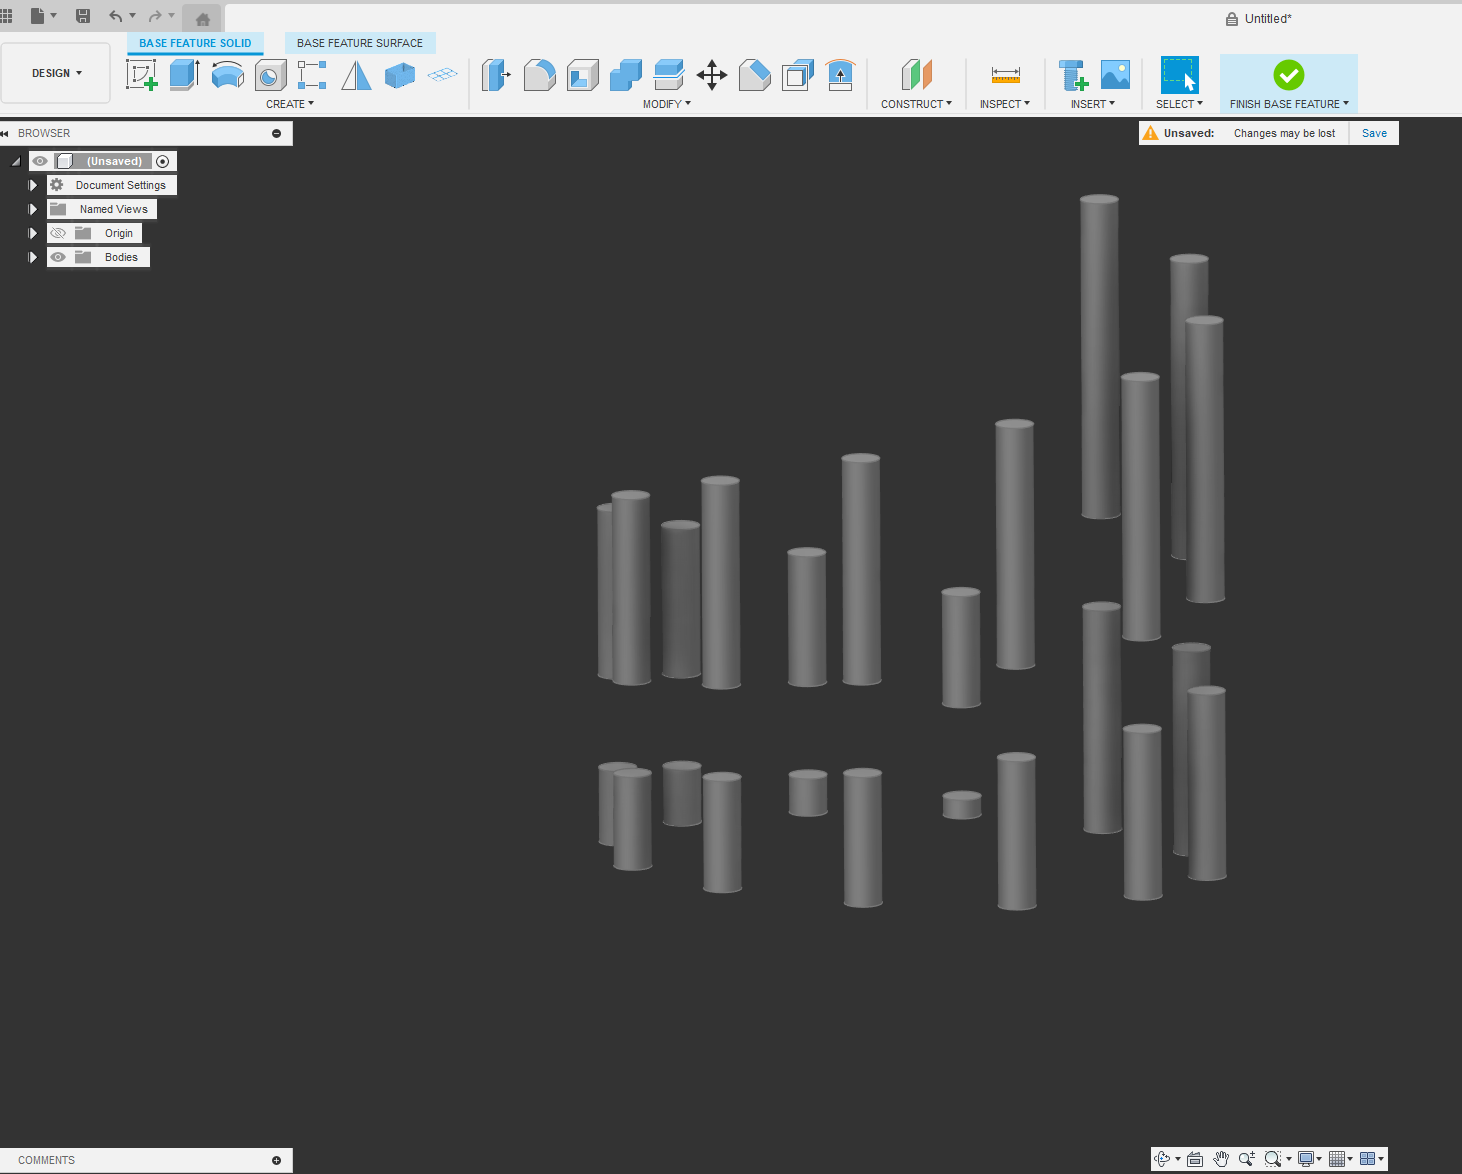 Untitled*
BASE FEATURE SOLID
BASE FEATURE SURFACE
DESIGN
CREATE
MODIFY
CONSTRUCT
INSPECT
INSERT
SELECT
FINISH BASE FEATURE
BROWSER
Unsaved: Changes may be lost Save
(Unsaved)
Document Settings
Named Views
Origin
Bodies
COMMENTS